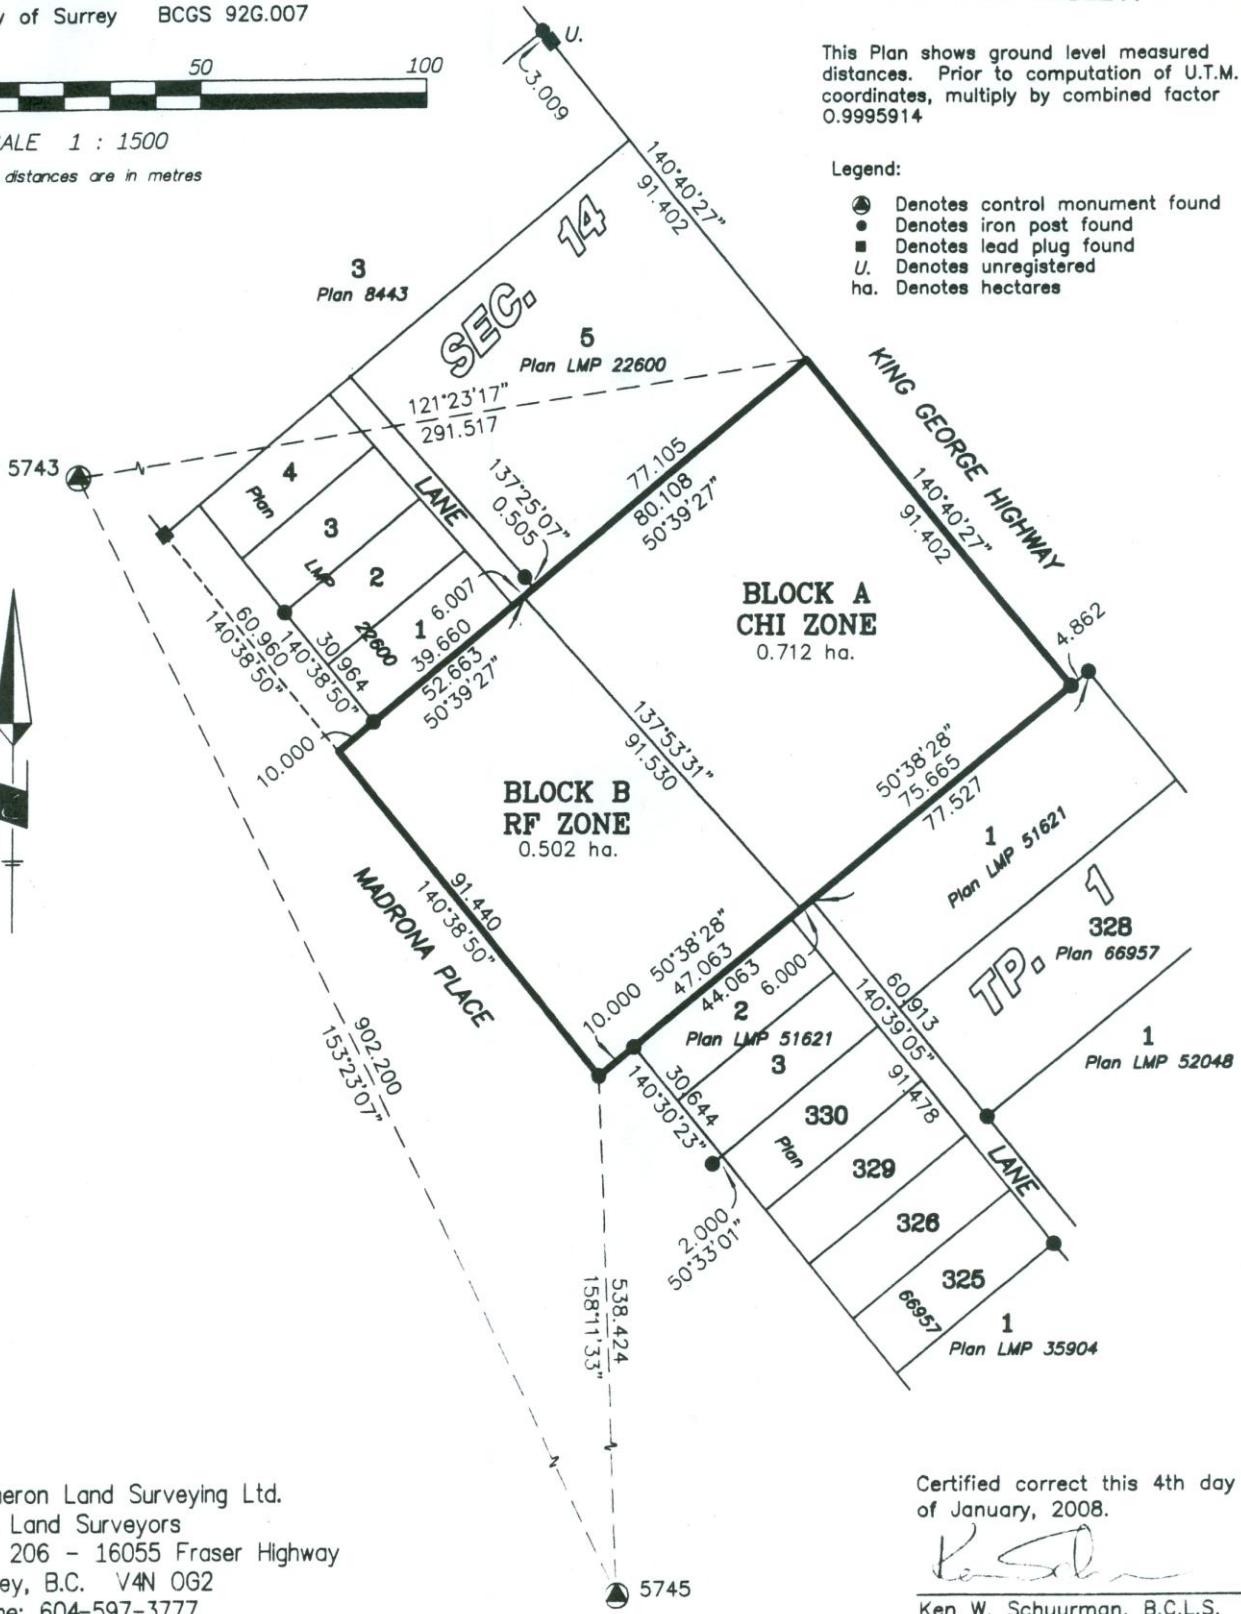 of Surrey BCGS 92G.007
50 100
SCALE 1 : 1500
distances are in metres
This Plan shows ground level measured
distances. Prior to computation of U.T.M.
coordinates, multiply by combined factor
0.9995914
Legend:
Denotes control monument found
Denotes iron post found
Denotes lead plug found
U. Denotes unregistered
ha. Denotes hectares
U.
3.009
140°40'27"
91.402
SEC. 14
3
Plan 8443
5
Plan LMP 22600
121°23'17"
291.517
5743
KING GEORGE HIGHWAY
140°40'27"
91.402
77.105
80.108
50°39'27"
137°25'07"
0.505
LANE
4
Plan
3
LMP
2
22600
1
6.007
39.660
52.663
50°39'27"
30.964
140°38'50"
60.960
140°38'50"
10.000
BLOCK A
CHI ZONE
0.712 ha.
4.862
137°53'31"
91.530
BLOCK B
RF ZONE
0.502 ha.
50°38'28"
75.665
77.527
1
Plan LMP 51621
TP. 1
328
Plan 66957
1
Plan LMP 52048
MADRONA PLACE
91.440
140°38'50"
50°38'28"
47.063
44.063
10.000
6.000
2
Plan LMP 51621
3
60.913
140°39'05"
91.478
30.644
140°30'23"
330
Plan
329
326
325
66957
LANE
1
Plan LMP 35904
2.000
50°33'01"
902.200
153°23'07"
538.424
158°11'33"
5745
eron Land Surveying Ltd.
Land Surveyors
206 - 16055 Fraser Highway
ey, B.C. V4N 0G2
ne: 604-597-3777
Certified correct this 4th day
of January, 2008.
Ken W. Schuurman, B.C.L.S.